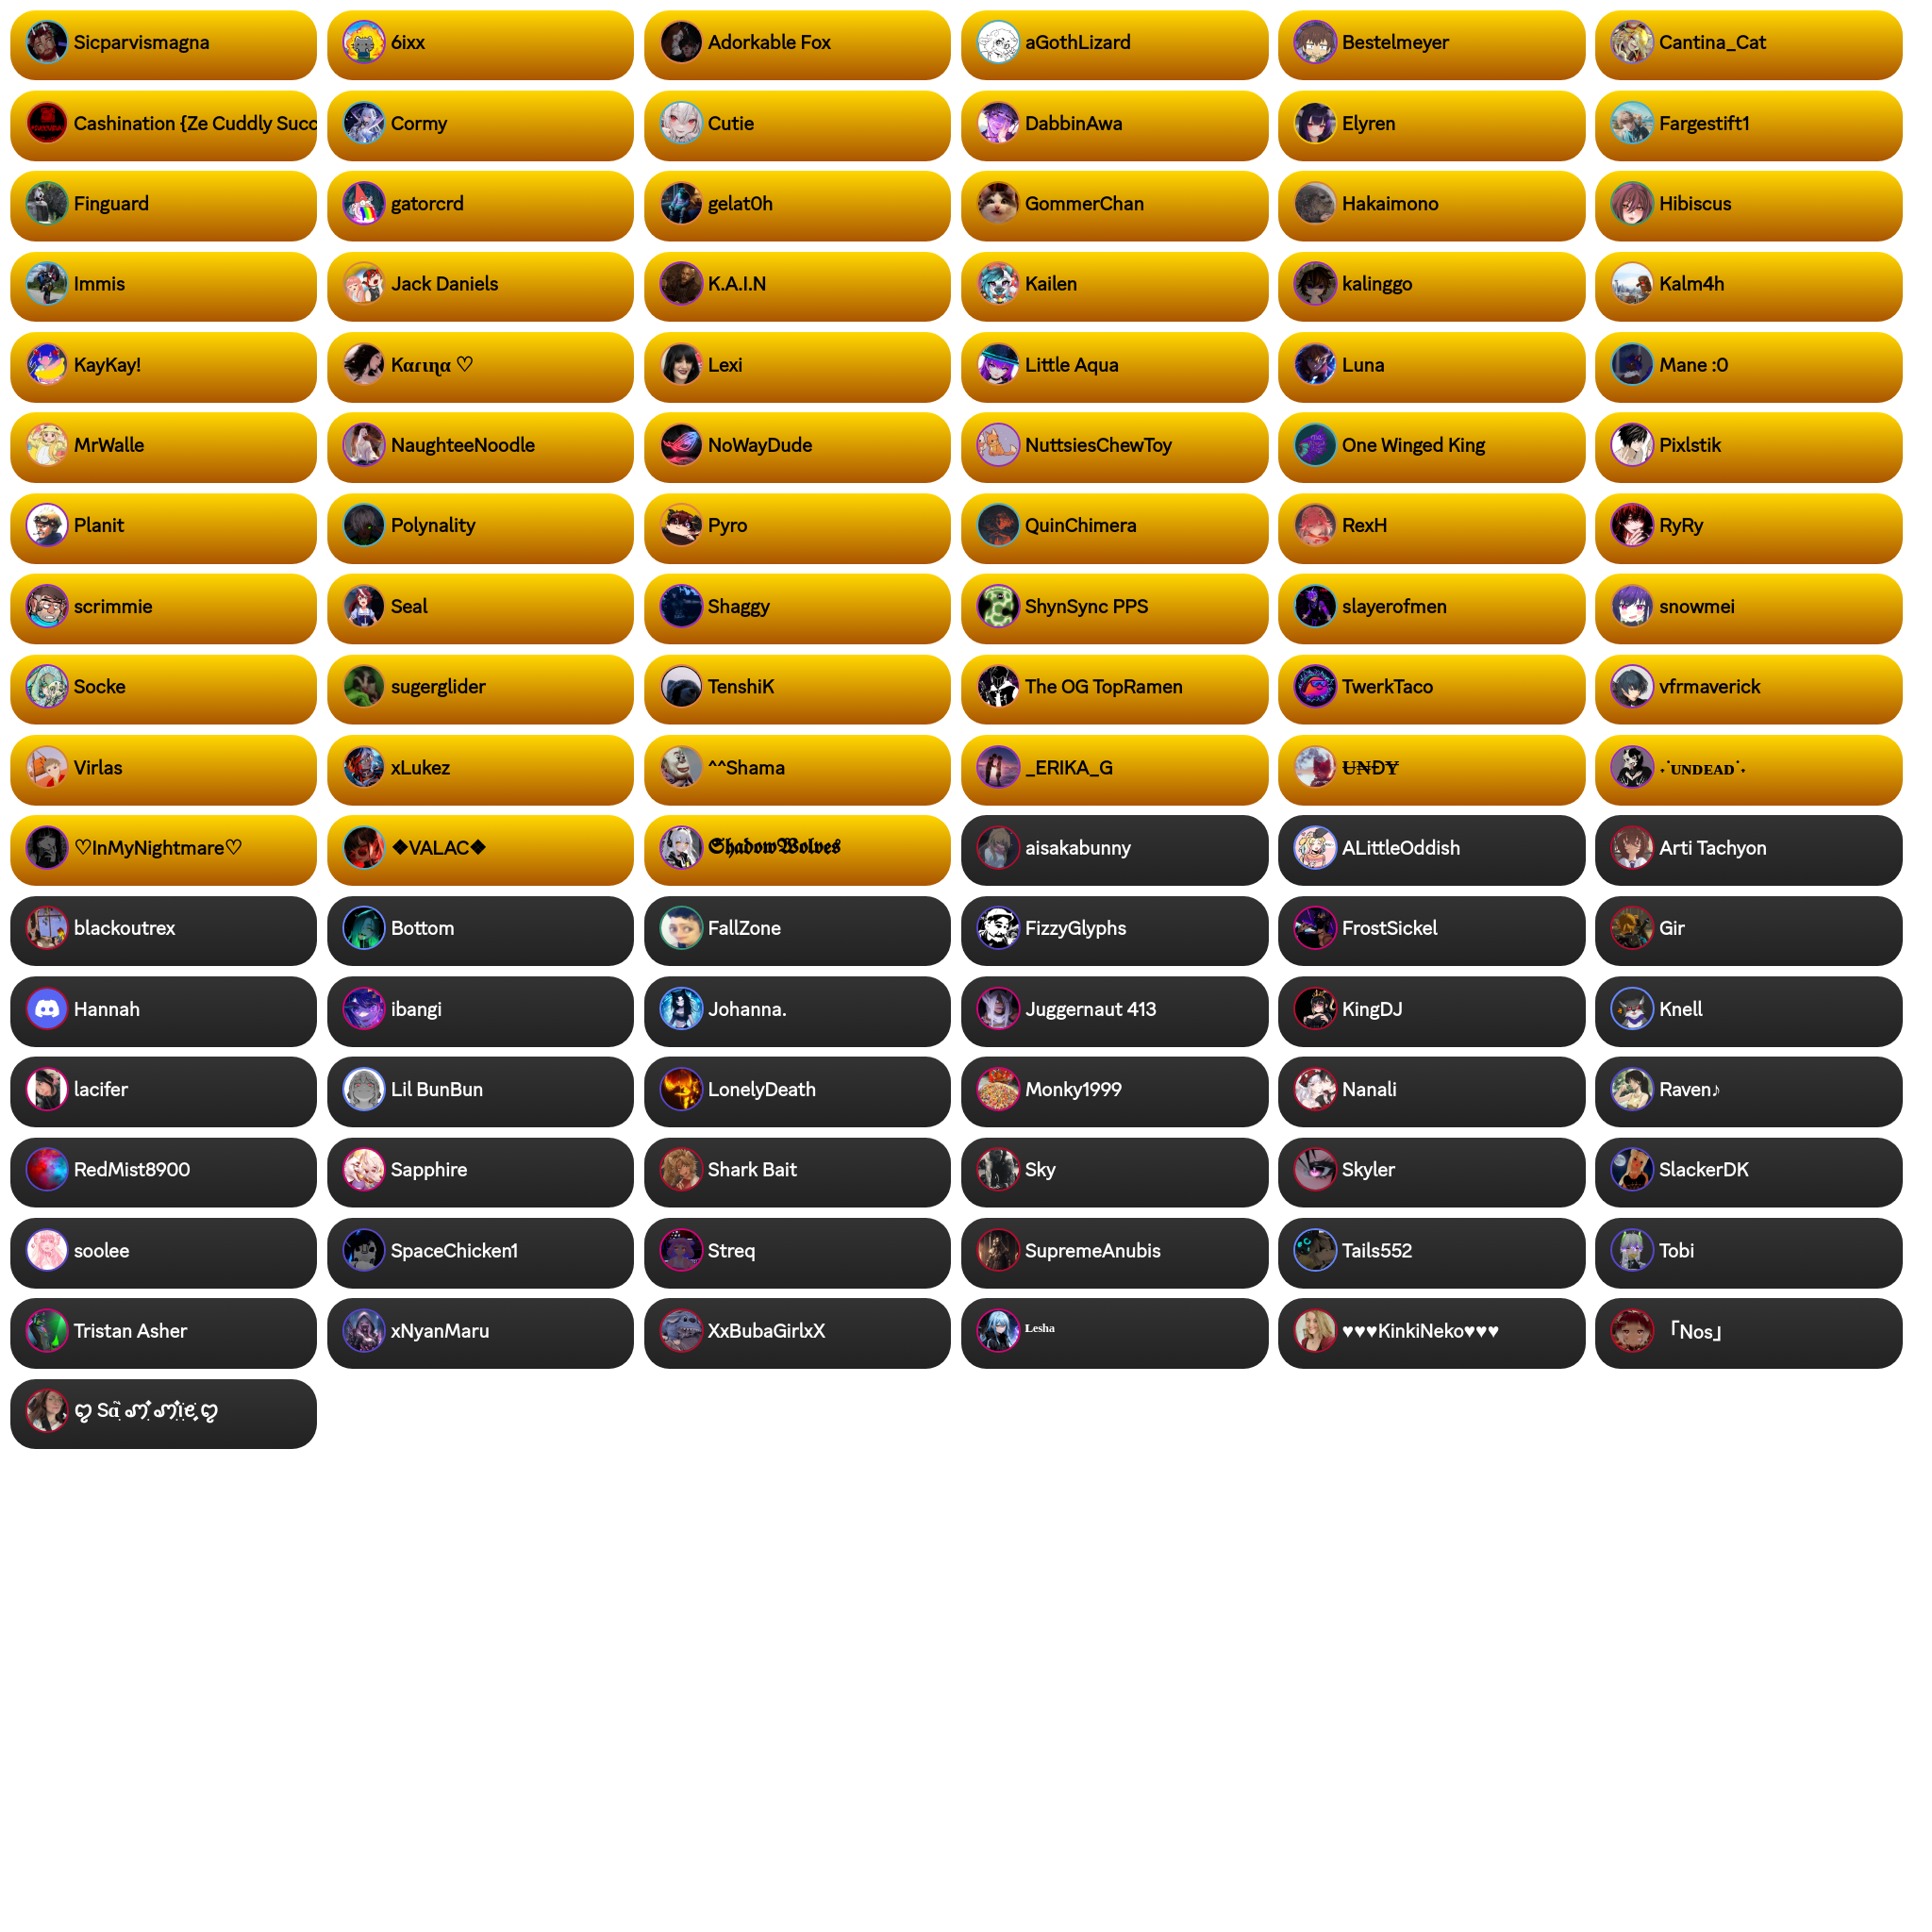 Sicparvismagna
6ixx
Adorkable Fox
aGothLizard
Bestelmeyer
Cantina_Cat
Cashination {Ze Cuddly Succ
Cormy
Cutie
DabbinAwa
Elyren
Fargestift1
Finguard
gatorcrd
gelat0h
GommerChan
Hakaimono
Hibiscus
Immis
Jack Daniels
K.A.I.N
Kailen
kalinggo
Kalm4h
KayKay!
Kαɾιɳα ♡
Lexi
Little Aqua
Luna
Mane :0
MrWalle
NaughteeNoodle
NoWayDude
NuttsiesChewToy
One Winged King
Pixlstik
Planit
Polynality
Pyro
QuinChimera
RexH
RyRy
scrimmie
Seal
Shaggy
ShynSync PPS
slayerofmen
snowmei
Socke
sugerglider
TenshiK
The OG TopRamen
TwerkTaco
vfrmaverick
Virlas
xLukez
^^Shama
_ERIKA_G
U̶₦ĐɎ
˖˙ᴜɴᴅᴇᴀᴅ˙˖
♡InMyNightmare♡
❖VALAC❖
𝕾𝖍𝖆𝖉𝖔𝖜𝖂𝖔𝖑𝖛𝖊𝖘
aisakabunny
ALittleOddish
Arti Tachyon
blackoutrex
Bottom
FallZone
FizzyGlyphs
FrostSickel
Gir
Hannah
ibangi
Johanna.
Juggernaut 413
KingDJ
Knell
lacifer
Lil BunBun
LonelyDeath
Monky1999
Nanali
Raven♪
RedMist8900
Sapphire
Shark Bait
Sky
Skyler
SlackerDK
soolee
SpaceChicken1
Streq
SupremeAnubis
Tails552
Tobi
Tristan Asher
xNyanMaru
XxBubaGirlxX
ᴸᵉˢʰᵃ
♥♥♥KinkiNeko♥♥♥
「Nos」